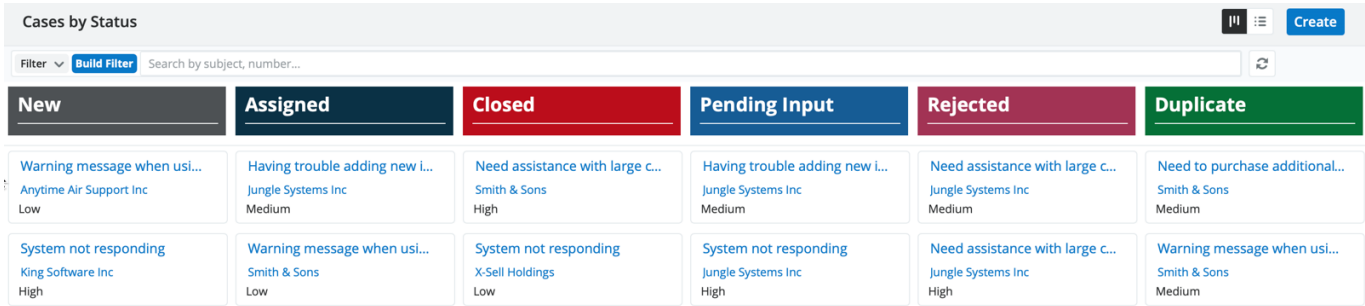 Cases by Status
Create
Filter Build Filter Search by subject, number...
New Assigned Closed Pending Input Rejected Duplicate
Warning message when usi... Having trouble adding new i... Need assistance with large c... Having trouble adding new i... Need assistance with large c... Need to purchase additional...
Anytime Air Support Inc Jungle Systems Inc Smith & Sons Jungle Systems Inc Jungle Systems Inc Smith & Sons
Low Medium High Medium Medium Medium
System not responding Warning message when usi... System not responding System not responding Need assistance with large c... Warning message when usi...
King Software Inc Smith & Sons X-Sell Holdings Jungle Systems Inc Jungle Systems Inc Smith & Sons
High Low Low High High Medium